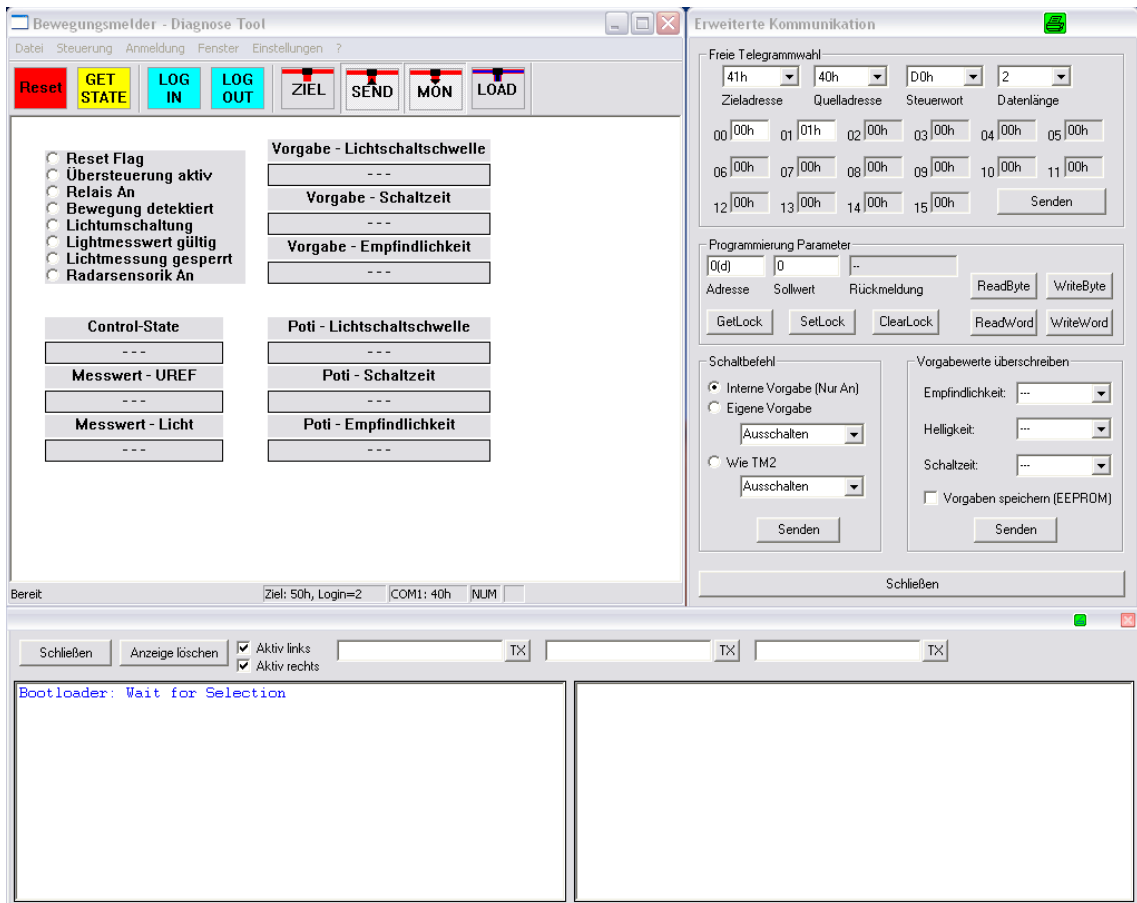 Bewegungsmelder - Diagnose Tool
Datei Steuerung Anmeldung Fenster Einstellungen ?
Reset GET STATE LOG IN LOG OUT ZIEL SEND MON LOAD
Reset Flag
Übersteuerung aktiv
Relais An
Bewegung detektiert
Lichtumschaltung
Lightmesswert gültig
Lichtmessung gesperrt
Radarsensorik An
Vorgabe - Lichtschaltschwelle
---
Vorgabe - Schaltzeit
---
Vorgabe - Empfindlichkeit
---
Control-State
---
Messwert - UREF
---
Messwert - Licht
---
Poti - Lichtschaltschwelle
---
Poti - Schaltzeit
---
Poti - Empfindlichkeit
---
Bereit Ziel: 50h, Login=2 COM1: 40h NUM
Erweiterte Kommunikation
Freie Telegrammwahl
41h 40h D0h 2
Zieladresse Quelladresse Steuerwort Datenlänge
00 00h 01 01h 02 00h 03 00h 04 00h 05 00h
06 00h 07 00h 08 00h 09 00h 10 00h 11 00h
12 00h 13 00h 14 00h 15 00h Senden
Programmierung Parameter
0(d) 0 --
Adresse Sollwert Rückmeldung ReadByte WriteByte
GetLock SetLock ClearLock ReadWord WriteWord
Schaltbefehl
Interne Vorgabe (Nur An)
Eigene Vorgabe
Ausschalten
Wie TM2
Ausschalten
Senden
Vorgabewerte überschreiben
Empfindlichkeit: ---
Helligkeit: ---
Schaltzeit: ---
Vorgaben speichern (EEPROM)
Senden
Schließen
Schließen Anzeige löschen Aktiv links TX TX TX
Aktiv rechts
Bootloader: Wait for Selection